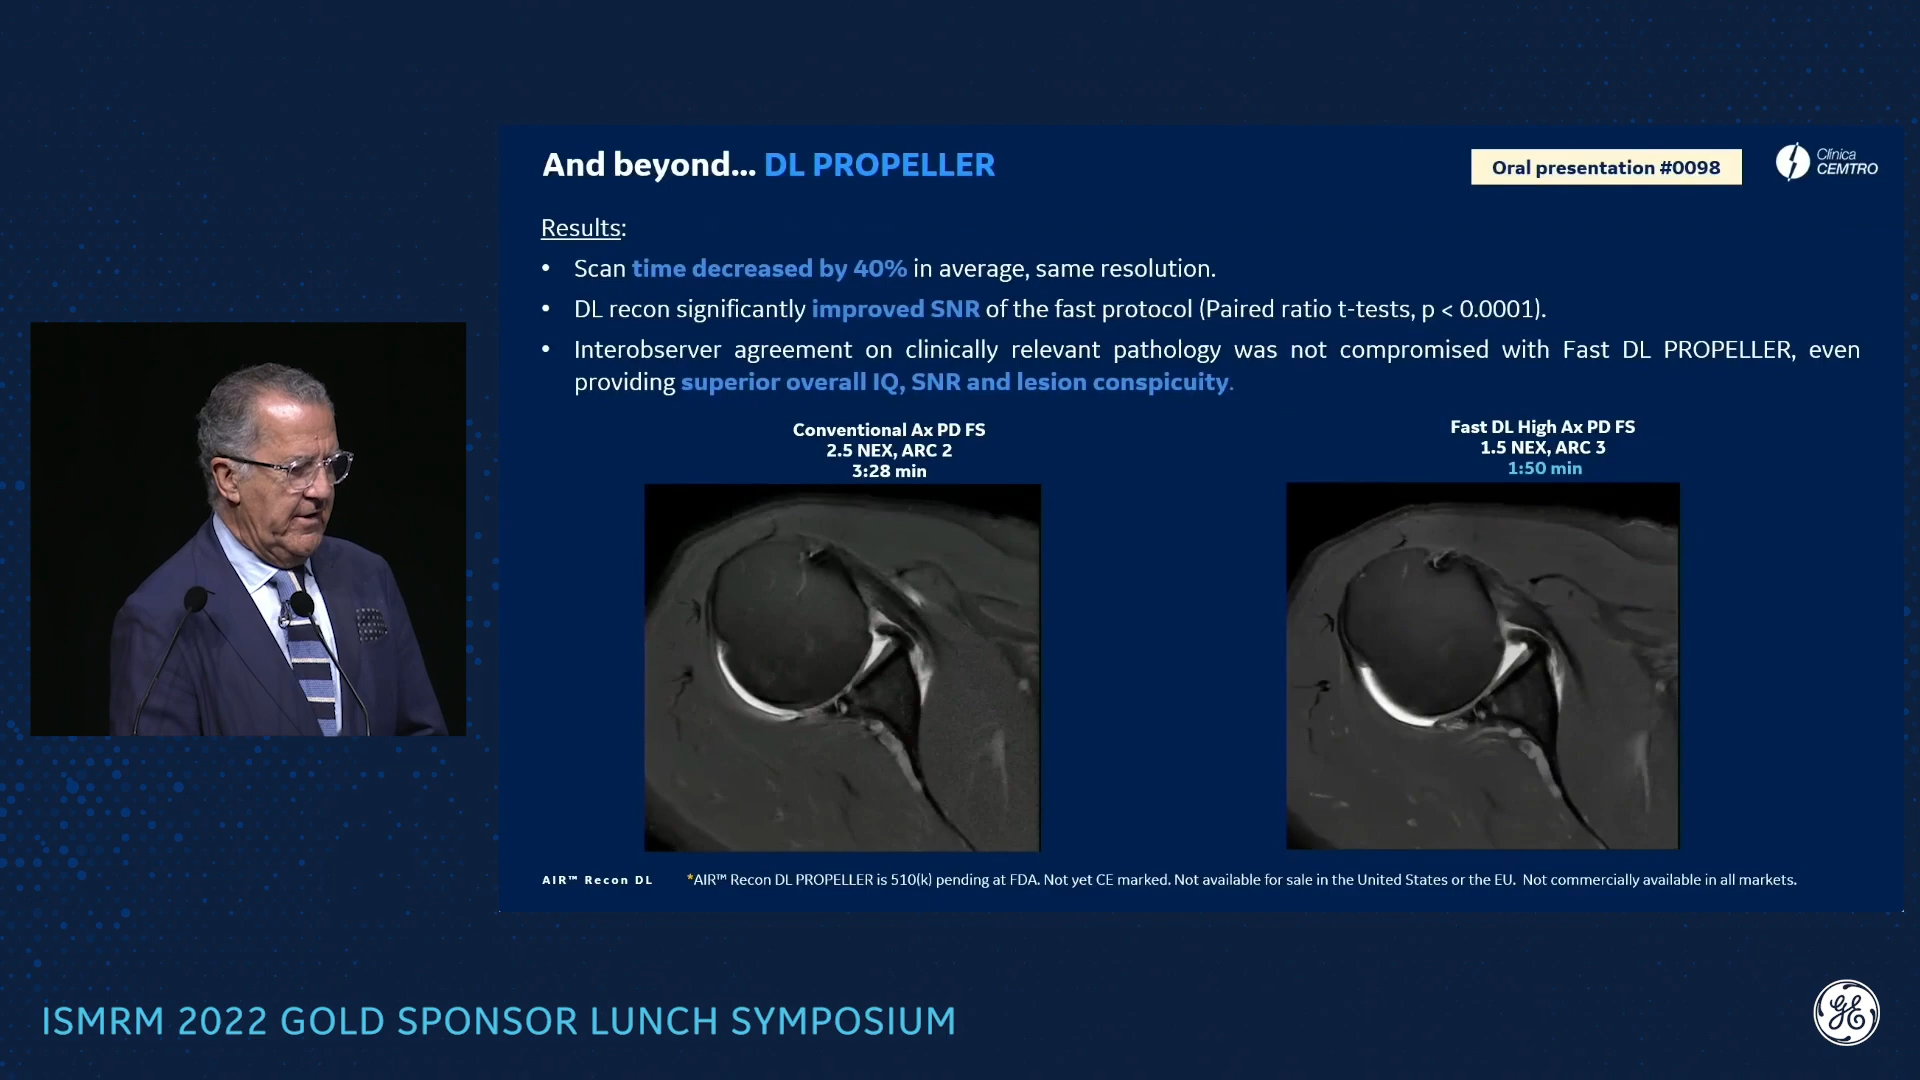 And beyond... DL PROPELLER
Oral presentation #0098
Clínica
CEMTRO
Results:
• Scan time decreased by 40% in average, same resolution.
• DL recon significantly improved SNR of the fast protocol (Paired ratio t-tests, p < 0.0001).
• Interobserver agreement on clinically relevant pathology was not compromised with Fast DL PROPELLER, even
providing superior overall IQ, SNR and lesion conspicuity.
Conventional Ax PD FS
2.5 NEX, ARC 2
3:28 min
Fast DL High Ax PD FS
1.5 NEX, ARC 3
1:50 min
AIR™ Recon DL
*AIR™ Recon DL PROPELLER is 510(k) pending at FDA. Not yet CE marked. Not available for sale in the United States or the EU. Not commercially available in all markets.
ISMRM 2022 GOLD SPONSOR LUNCH SYMPOSIUM
GE